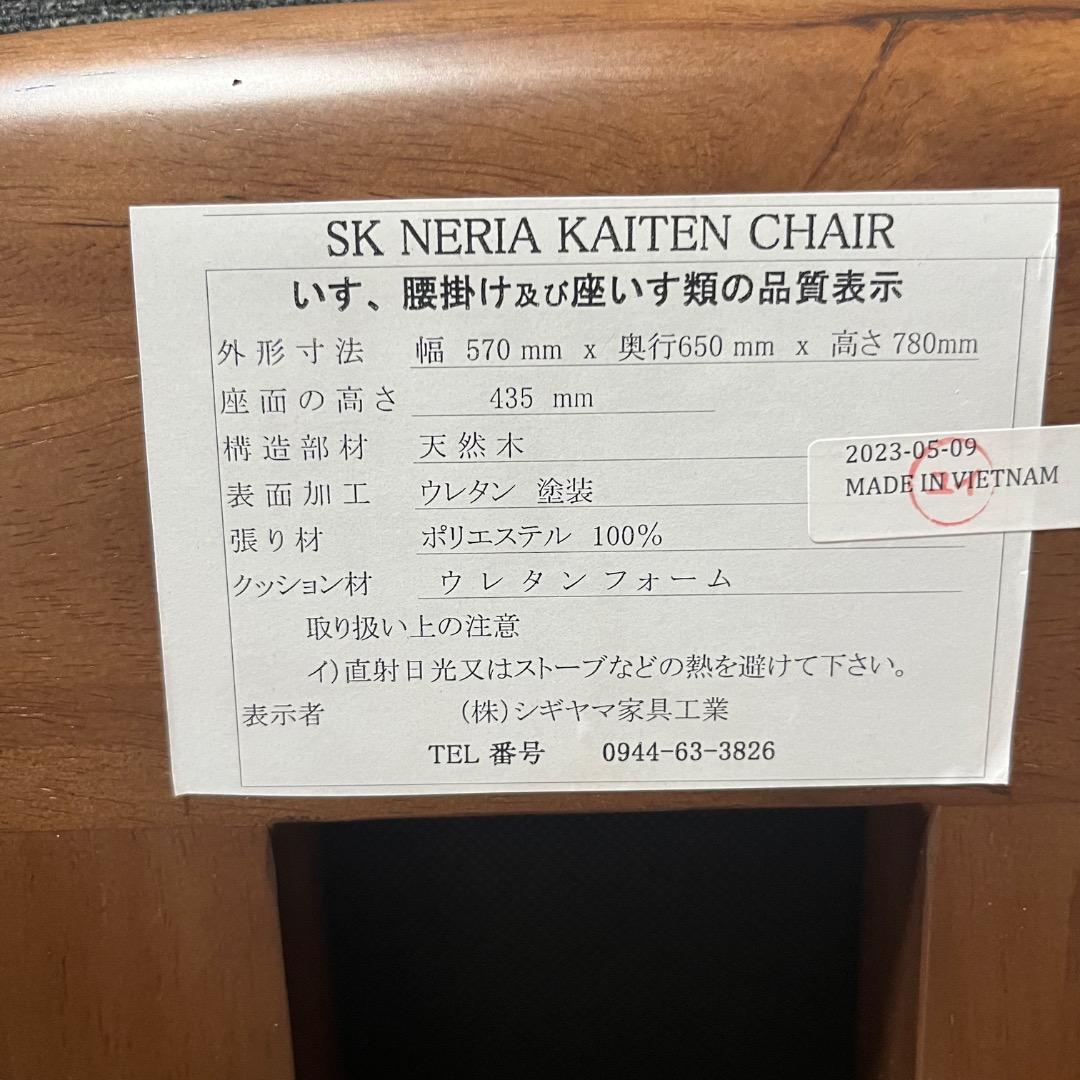 SK NERIA KAITEN CHAIR
いす、腰掛け及び座いす類の品質表示
外形寸法 幅 570 mm x 奥行650 mm x 高さ 780mm
座面の高さ 435 mm
構造部材 天然木
表面加工 ウレタン 塗装
張り材 ポリエステル 100%
クッション材 ウレタンフォーム
取り扱い上の注意
イ)直射日光又はストーブなどの熱を避けて下さい。
表示者 (株)シギヤマ家具工業
TEL 番号 0944-63-3826
2023-05-09
MADE IN VIETNAM